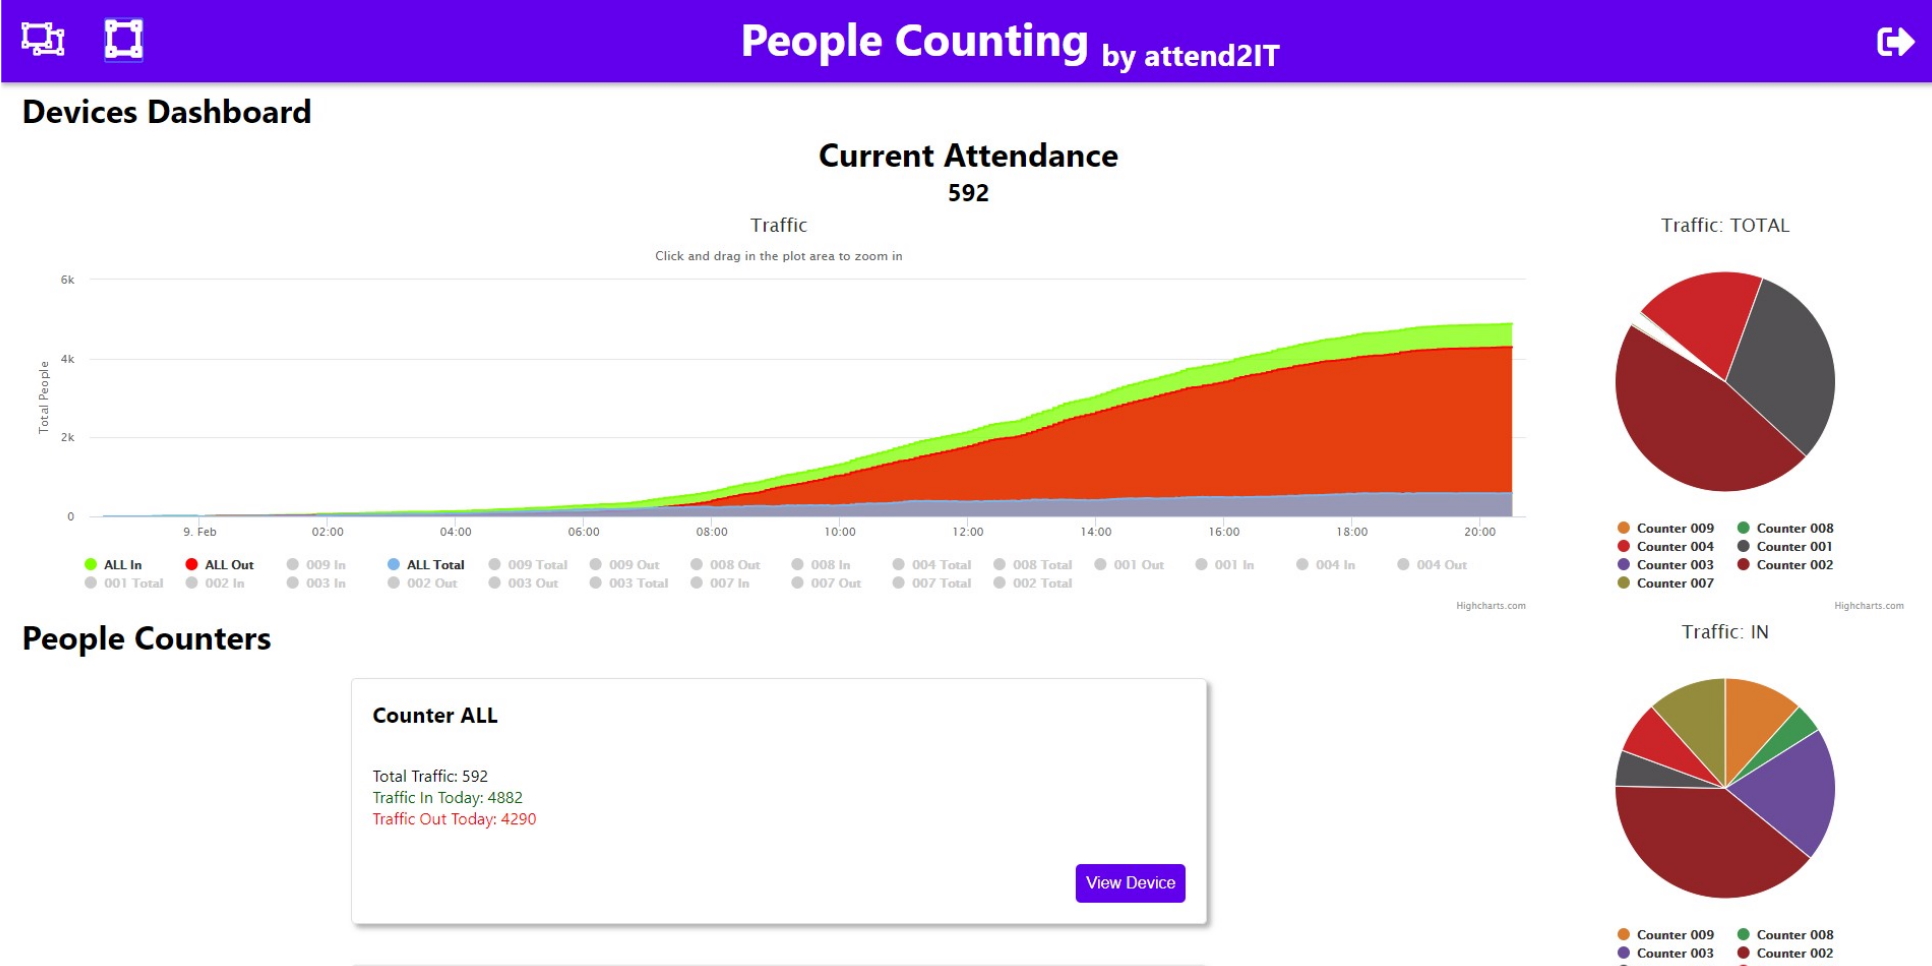 People Counting by attend2IT
Devices Dashboard
Current Attendance
592
Traffic
Click and drag in the plot area to zoom in
Total People
6k
4k
2k
0
9. Feb 02:00 04:00 06:00 08:00 10:00 12:00 14:00 16:00 18:00 20:00
ALL In ALL Out 009 In ALL Total 009 Total 009 Out 008 Out 008 In 004 Total 008 Total 001 Out 001 In 004 In 004 Out
001 Total 002 In 003 In 002 Out 003 Out 003 Total 007 In 007 Out 007 Total 002 Total
Highcharts.com
Traffic: TOTAL
Counter 009 Counter 008
Counter 004 Counter 001
Counter 003 Counter 002
Counter 007
Highcharts.com
People Counters
Counter ALL
Total Traffic: 592
Traffic In Today: 4882
Traffic Out Today: 4290
View Device
Traffic: IN
Counter 009 Counter 008
Counter 003 Counter 002